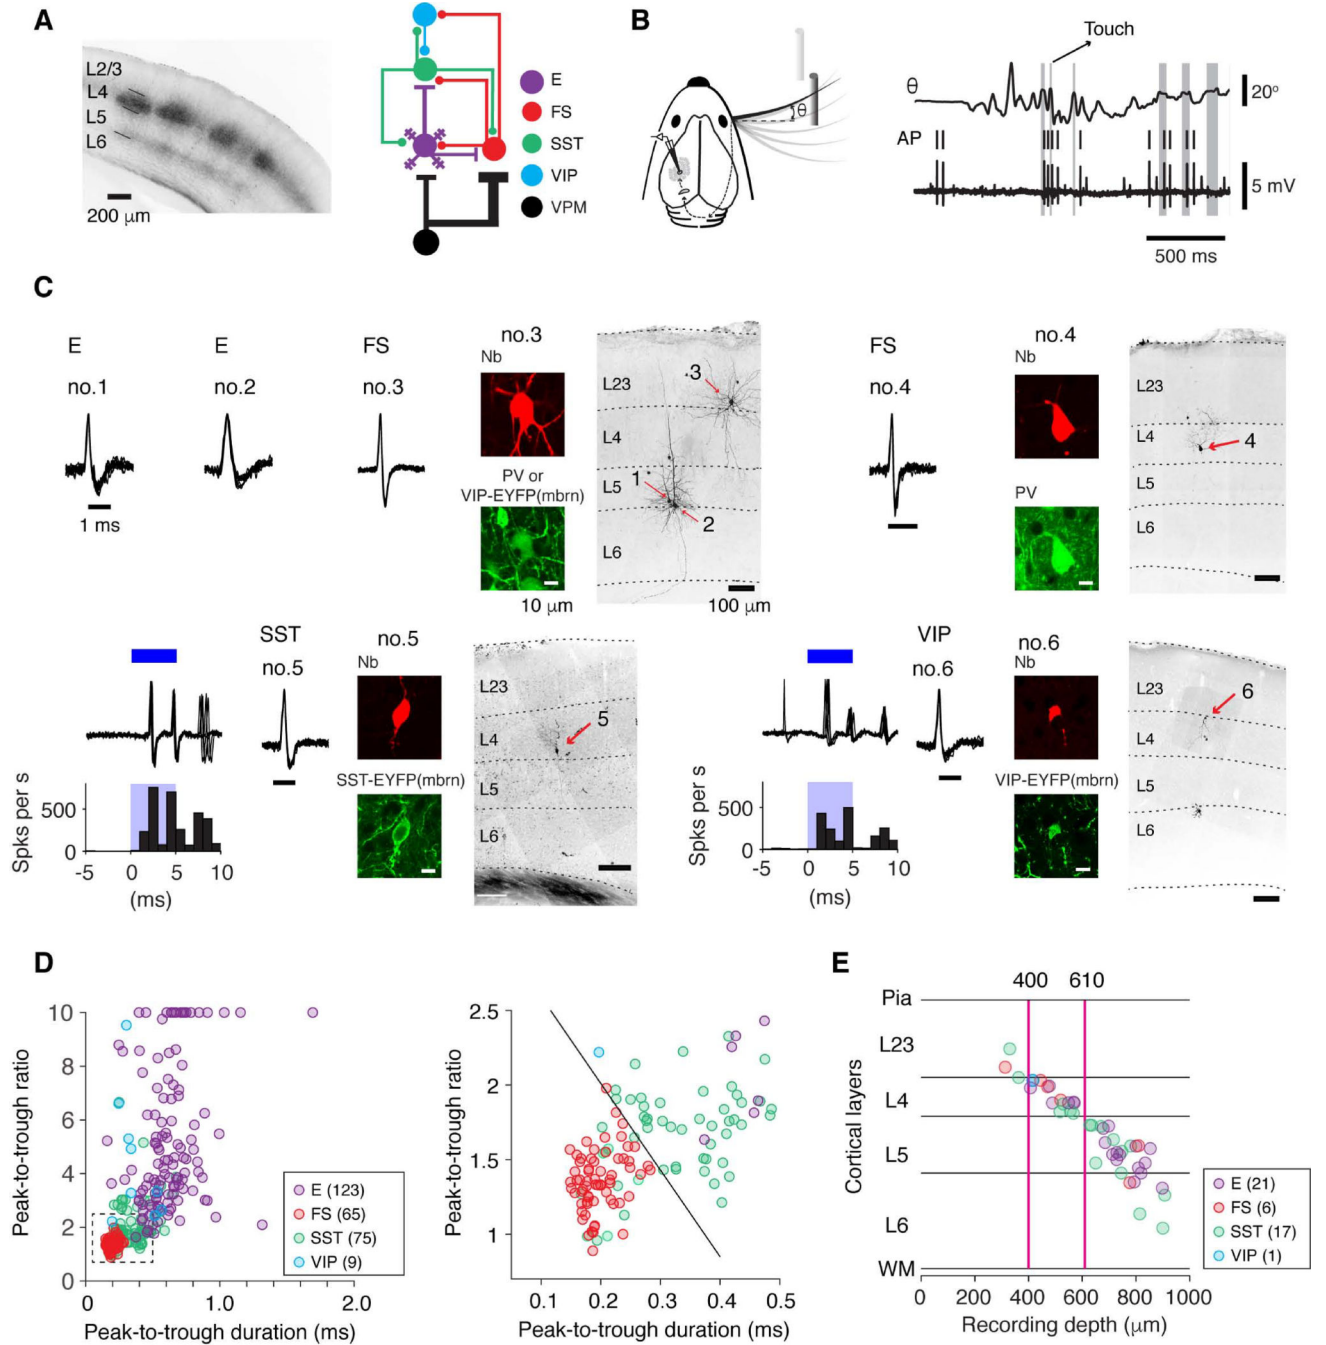 A
L2/3
L4
L5
L6
200 μm
E
FS
SST
VIP
VPM
B
θ
Touch
θ
20°
AP
5 mV
500 ms
C
E
no.1
1 ms
E
no.2
FS
no.3
no.3
Nb
PV or
VIP-EYFP(mbrn)
10 μm
L23
L4
L5
L6
3
1
2
100 μm
FS
no.4
no.4
Nb
PV
L23
L4
L5
L6
4
SST
no.5
no.5
Nb
SST-EYFP(mbrn)
Spks per s
500
0
-5 0 5 10
(ms)
L23
L4
L5
L6
5
VIP
no.6
no.6
Nb
VIP-EYFP(mbrn)
Spks per s
500
0
-5 0 5 10
(ms)
L23
L4
L5
L6
6
D
Peak-to-trough ratio
10
8
6
4
2
0
0 1.0 2.0
Peak-to-trough duration (ms)
E (123)
FS (65)
SST (75)
VIP (9)
Peak-to-trough ratio
2.5
2
1.5
1
0.1 0.2 0.3 0.4 0.5
Peak-to-trough duration (ms)
E
400 610
Cortical layers
Pia
L23
L4
L5
L6
WM
0 200 400 600 800 1000
Recording depth (μm)
E (21)
FS (6)
SST (17)
VIP (1)